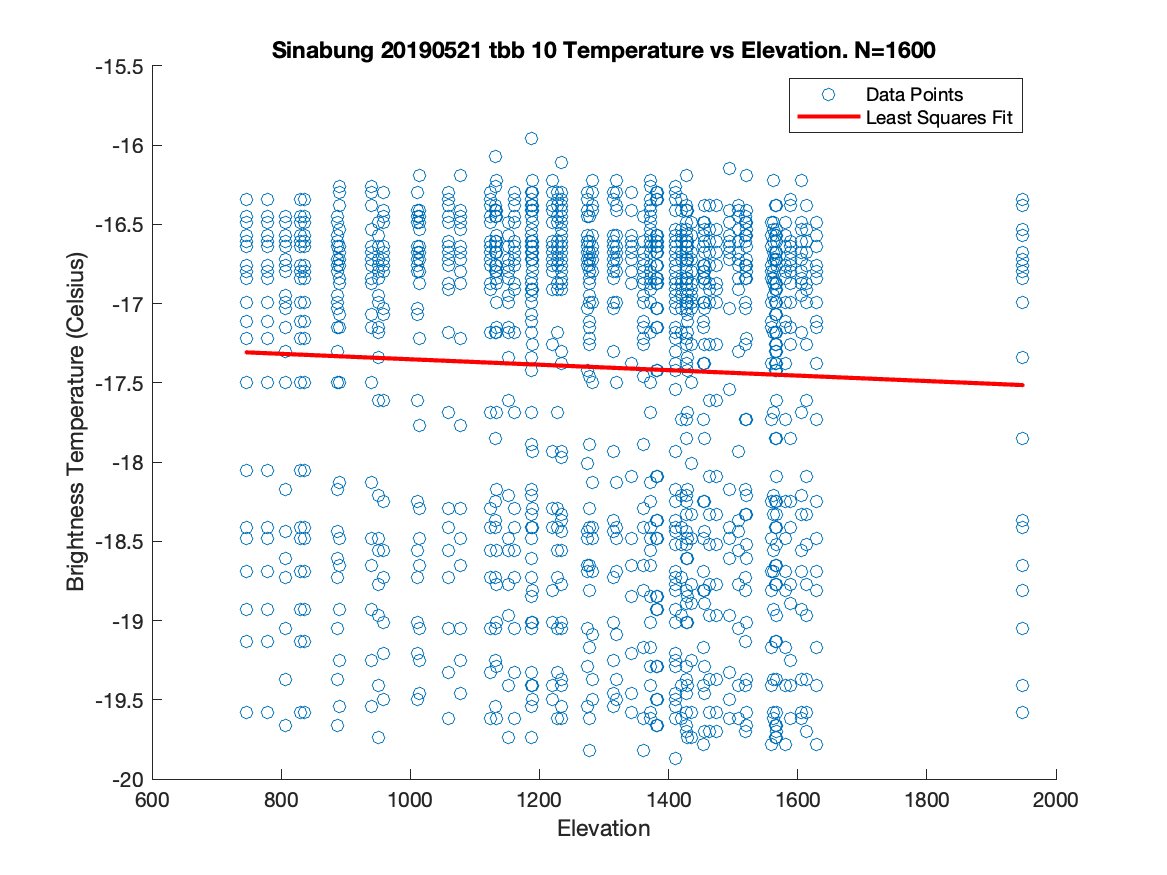 Sinabung 20190521 tbb 10 Temperature vs Elevation. N=1600
Data Points
Least Squares Fit
Brightness Temperature (Celsius)
-15.5
-16
-16.5
-17
-17.5
-18
-18.5
-19
-19.5
-20
600 800 1000 1200 1400 1600 1800 2000
Elevation